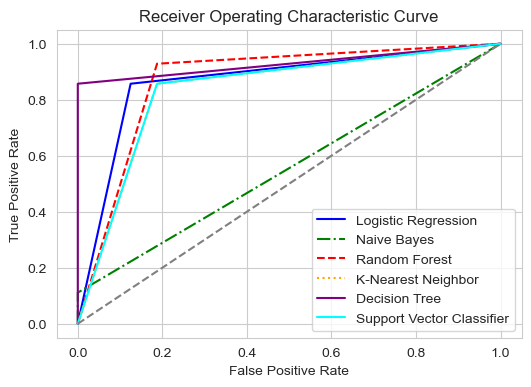 Receiver Operating Characteristic Curve
1.0
0.8
0.6
0.4
0.2
0.0
True Positive Rate
Logistic Regression
Naive Bayes
Random Forest
K-Nearest Neighbor
Decision Tree
Support Vector Classifier
0.0 0.2 0.4 0.6 0.8 1.0
False Positive Rate